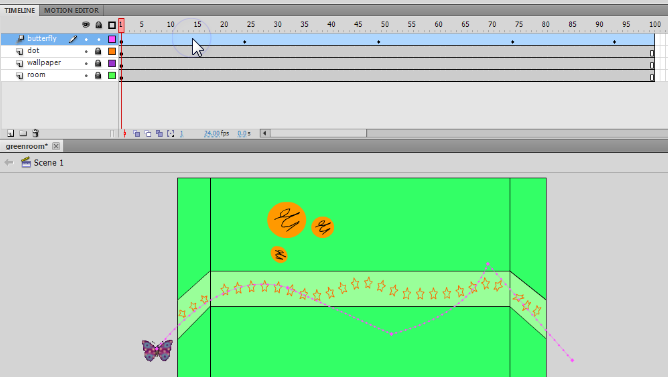 TIMELINE MOTION EDITOR
1 5 10 15 20 25 30 35 40 45 50 55 60 65 70 75 80 85 90 95 100
butterfly
dot
wallpaper
room
1 24.00 fps 0.0 s
greenroom*
Scene 1